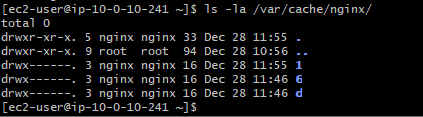 [ec2-user@ip-10-0-10-241 ~]$ ls -la /var/cache/nginx/
total 0
drwxr-xr-x. 5 nginx nginx 33 Dec 28 11:55 .
drwxr-xr-x. 9 root  root  94 Dec 28 10:56 ..
drwx------. 3 nginx nginx 16 Dec 28 11:55 1
drwx------. 3 nginx nginx 16 Dec 28 11:46 6
drwx------. 3 nginx nginx 16 Dec 28 11:46 d
[ec2-user@ip-10-0-10-241 ~]$